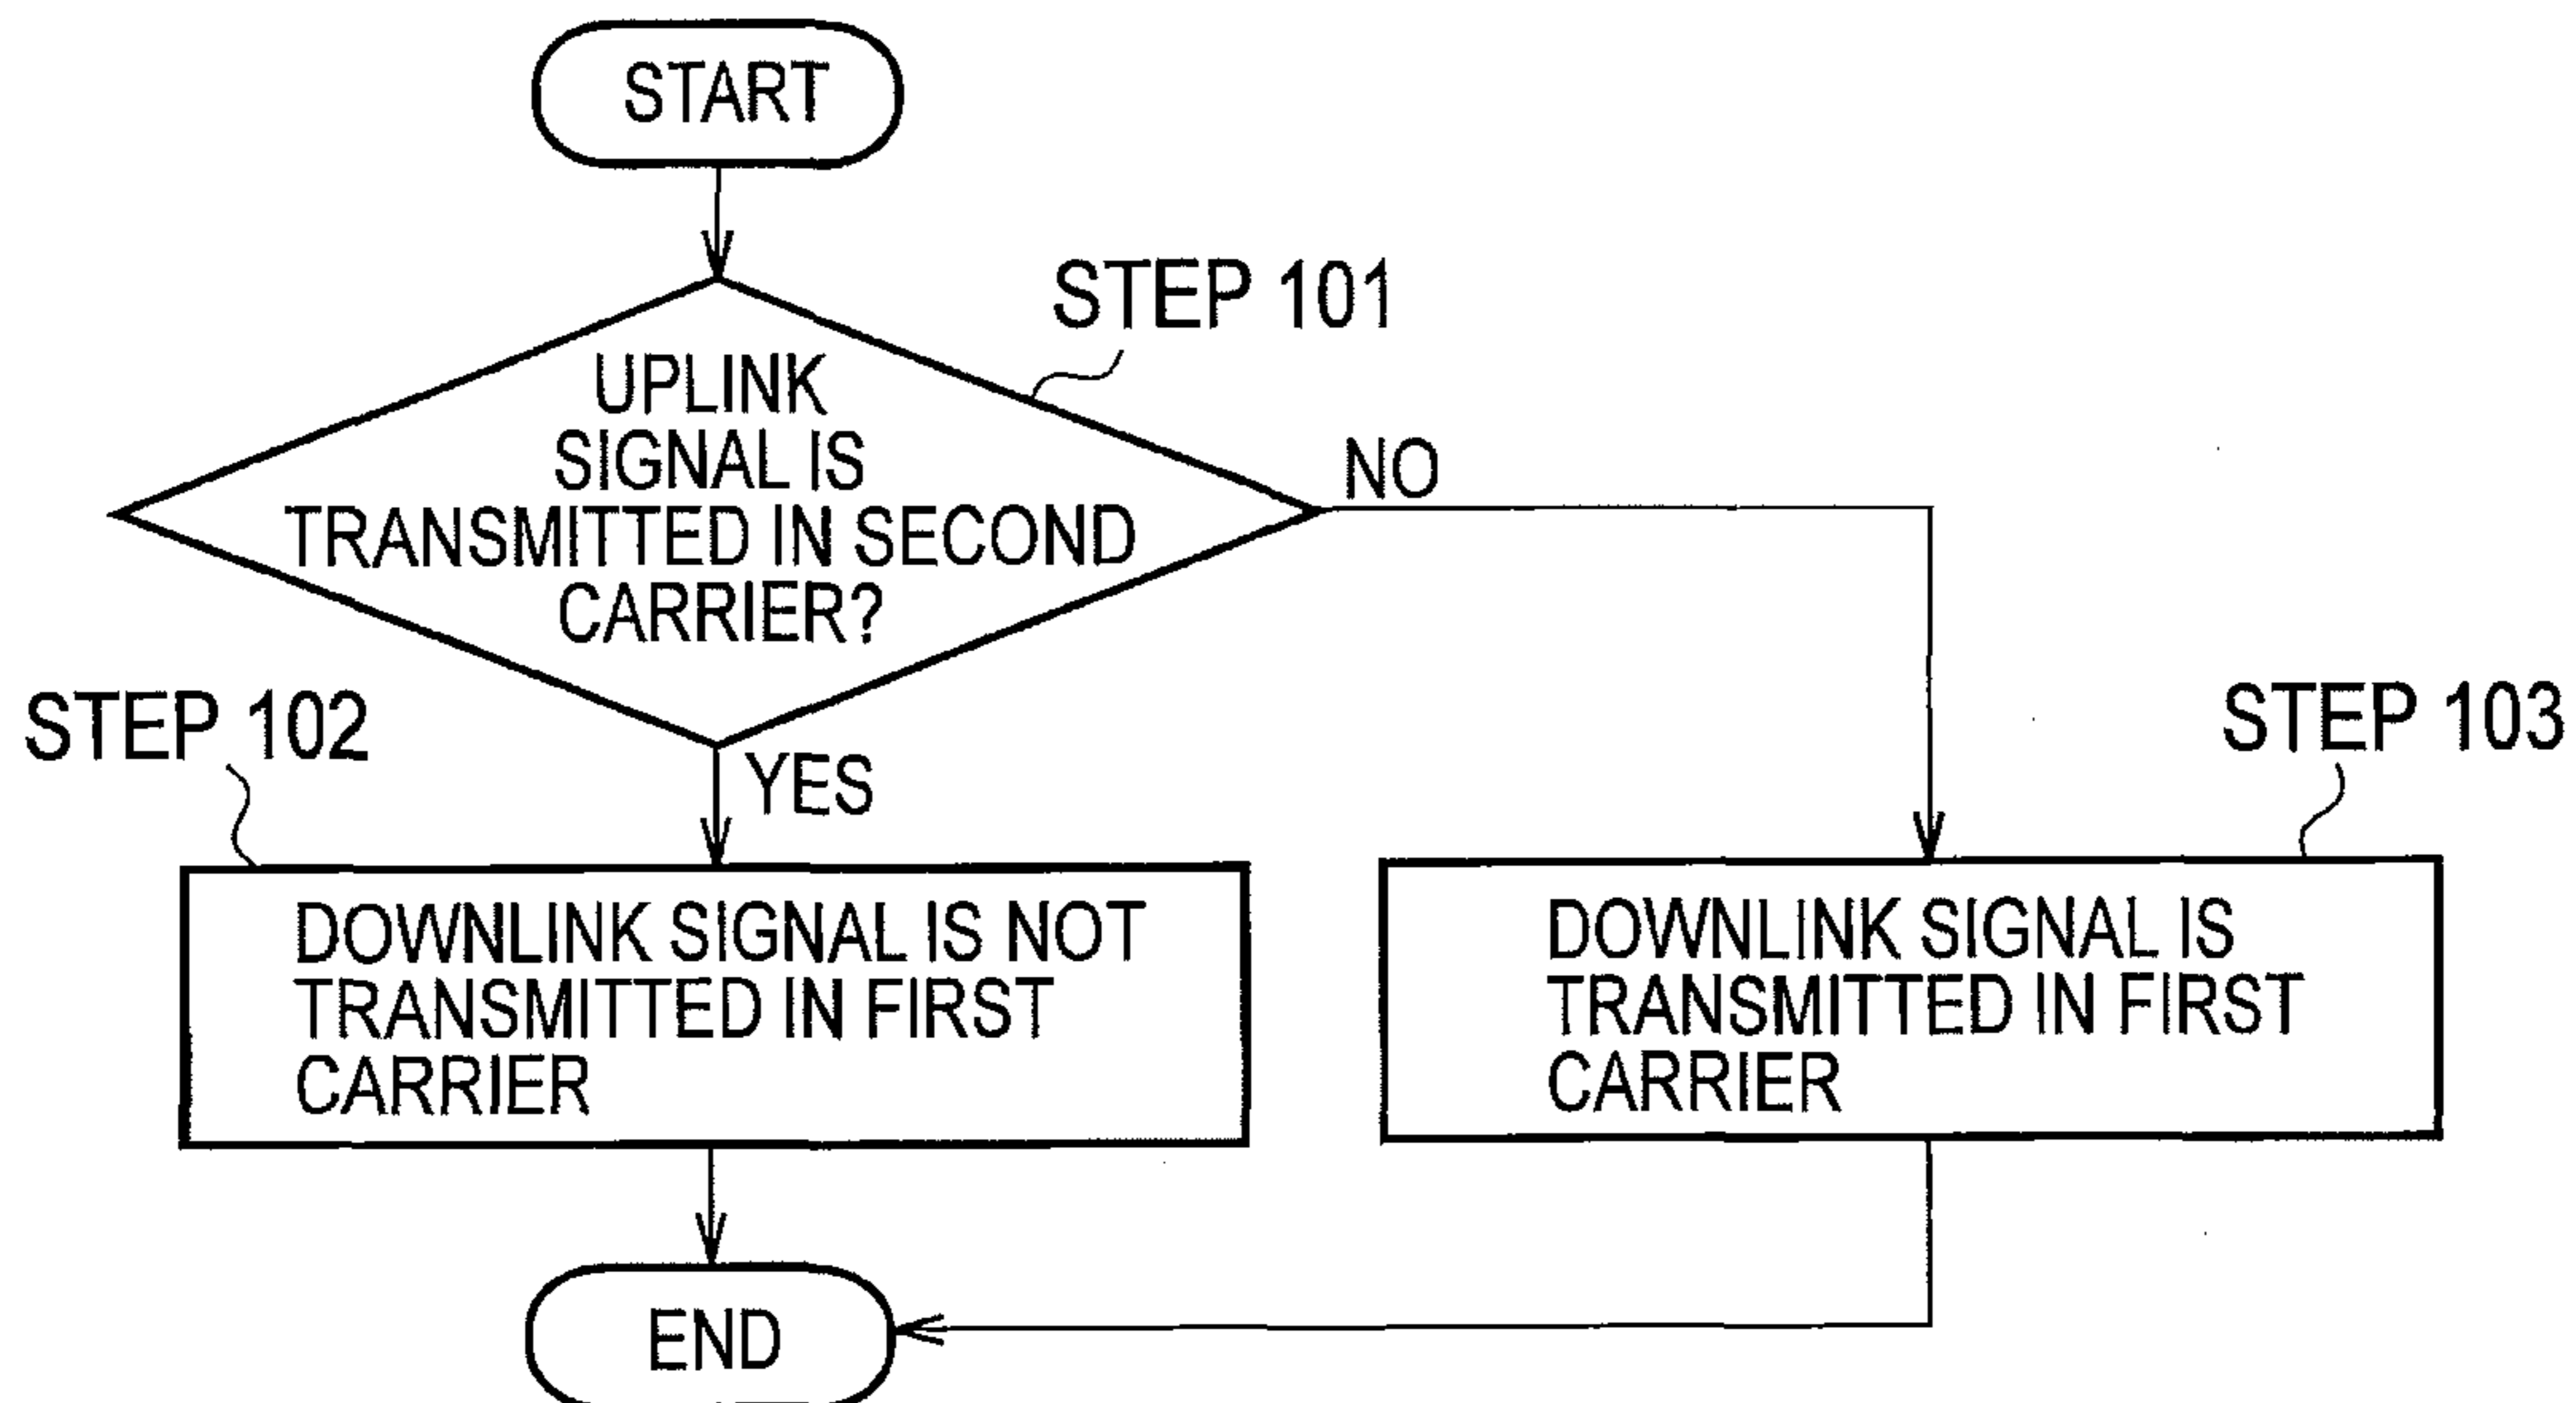 START
STEP 101
UPLINK
SIGNAL IS
TRANSMITTED IN SECOND
CARRIER?
NO
YES
STEP 102
DOWNLINK SIGNAL IS NOT
TRANSMITTED IN FIRST
CARRIER
STEP 103
DOWNLINK SIGNAL IS
TRANSMITTED IN FIRST
CARRIER
END